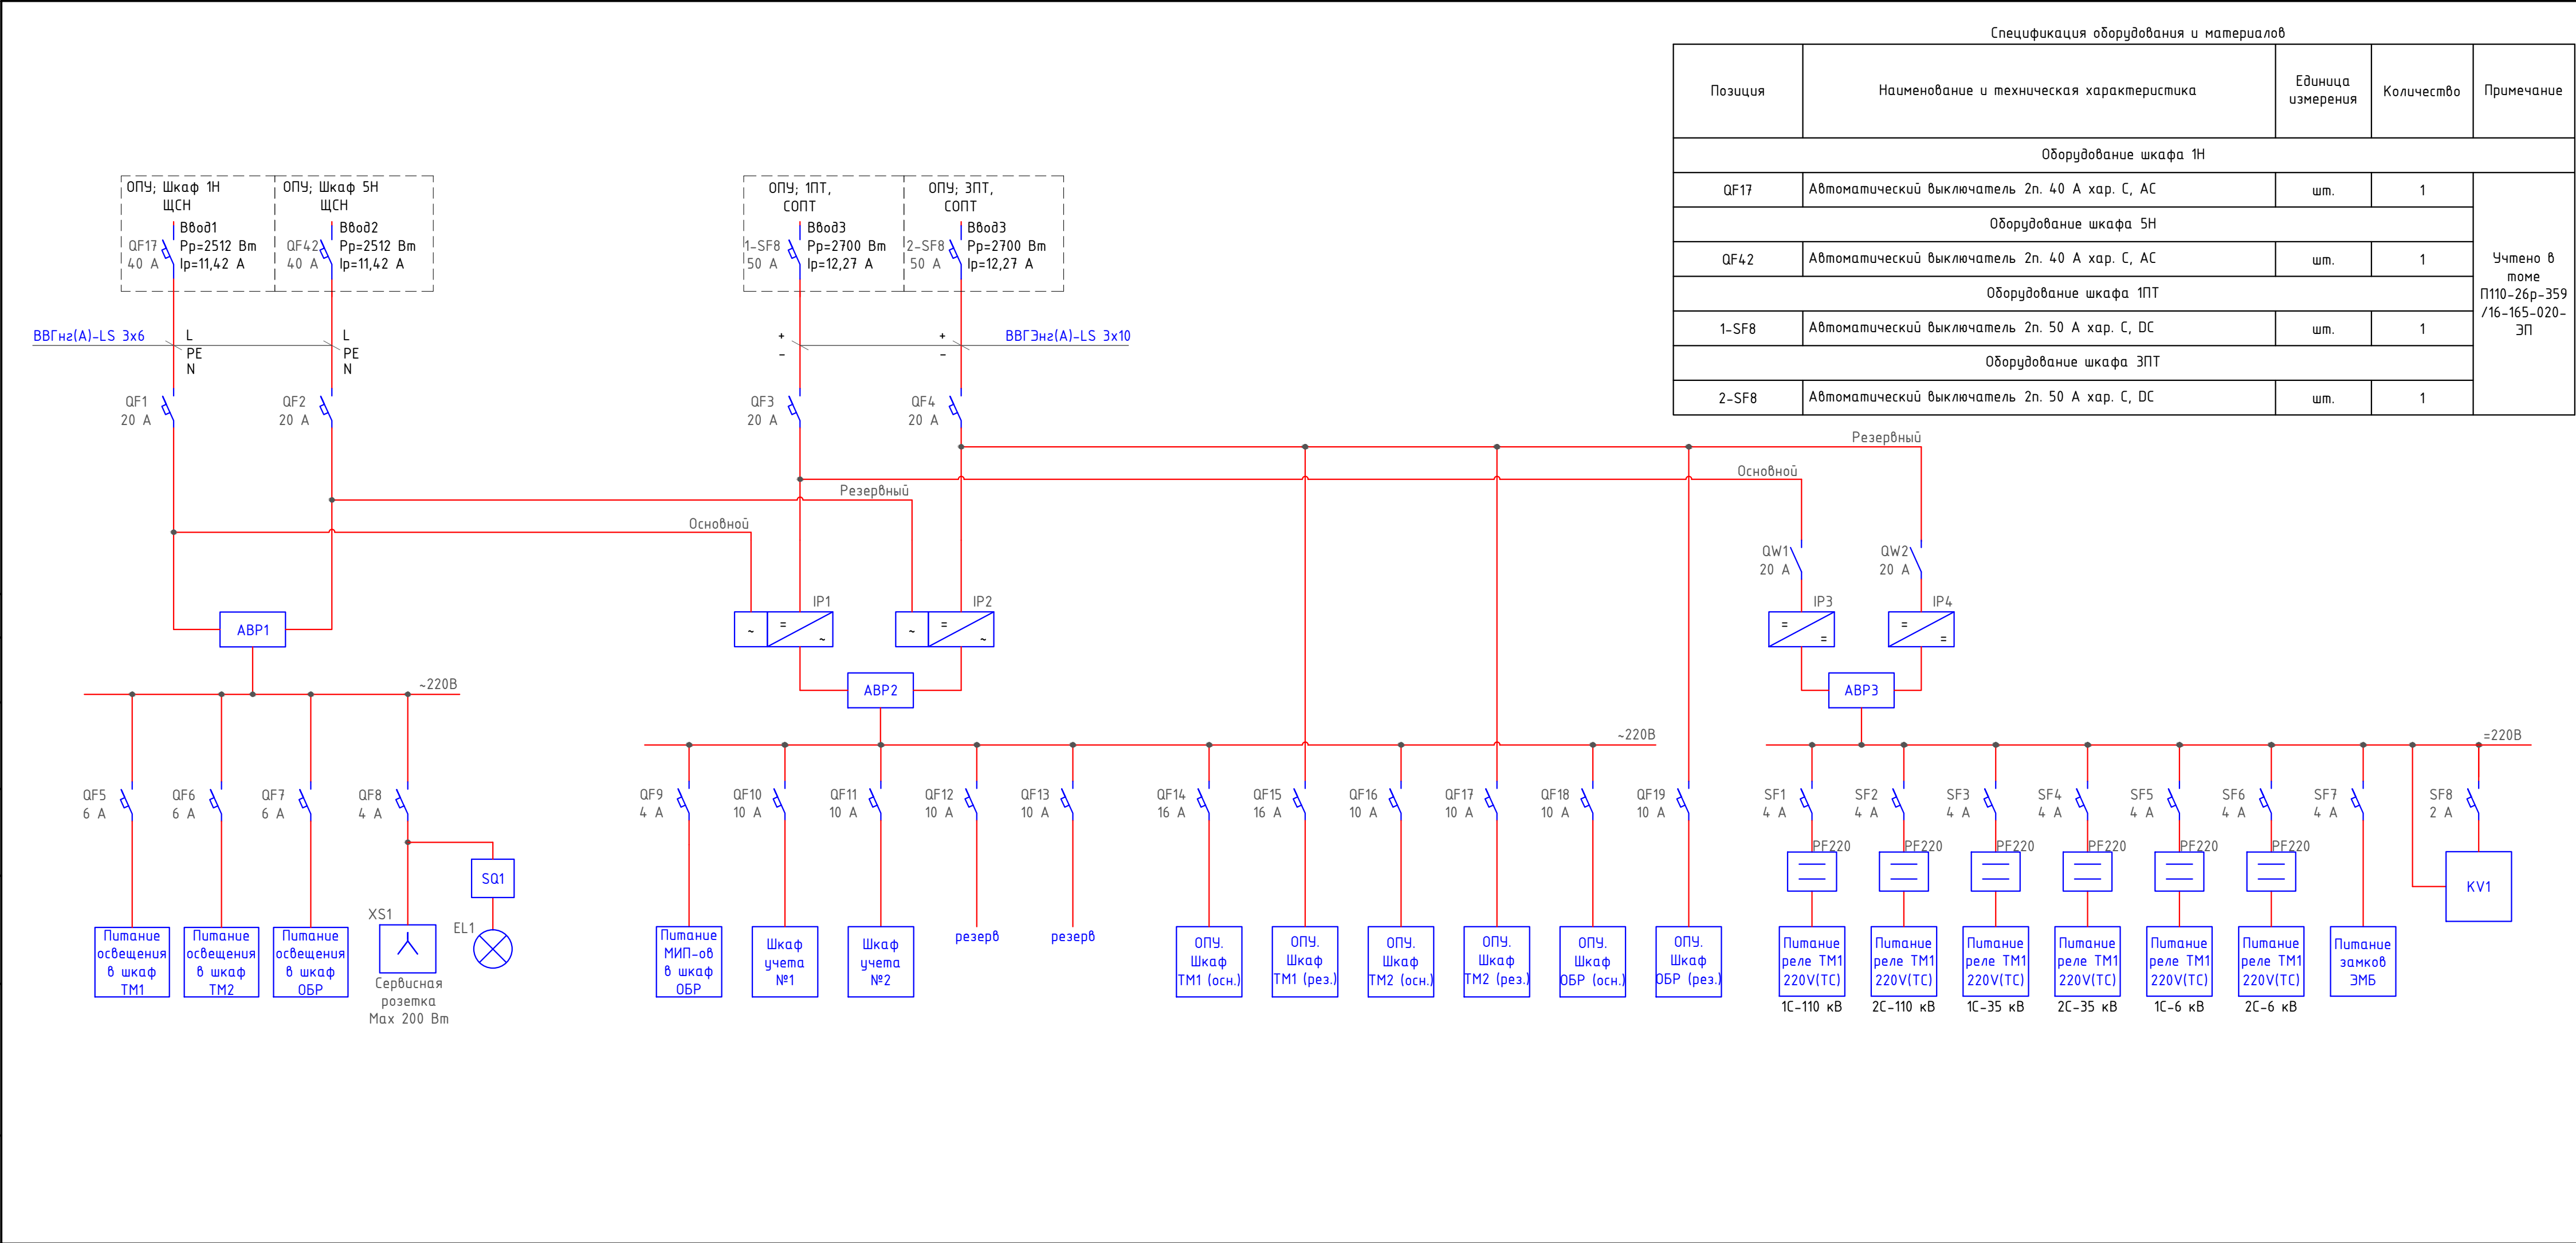 Спецификация оборудования и материалов
Позиция
Наименование и техническая характеристика
Единица
измерения
Количество
Примечание
Оборудование шкафа 1Н
QF17
Автоматический выключатель 2п. 40 А хар. С, АС
шт.
1
Оборудование шкафа 5Н
QF42
Автоматический выключатель 2п. 40 А хар. С, АС
шт.
1
Оборудование шкафа 1ПТ
1-SF8
Автоматический выключатель 2п. 50 А хар. С, DC
шт.
1
Оборудование шкафа 3ПТ
2-SF8
Автоматический выключатель 2п. 50 А хар. С, DC
шт.
1
Учтено в
томе
П110-26р-359
/16-165-020-
ЭП
ОПУ; Шкаф 1Н
ЩСН
Ввод1
QF17
40 А
Рр=2512 Вт
Iр=11,42 А
ОПУ; Шкаф 5Н
ЩСН
Ввод2
QF42
40 А
Рр=2512 Вт
Iр=11,42 А
ОПУ; 1ПТ,
СОПТ
Ввод3
1-SF8
50 А
Рр=2700 Вт
Iр=12,27 А
ОПУ; 3ПТ,
СОПТ
Ввод3
2-SF8
50 А
Рр=2700 Вт
Iр=12,27 А
ВВГнг(А)-LS 3х6
L
PE
N
L
PE
N
+
-
+
-
ВВГЭнг(А)-LS 3х10
QF1
20 А
QF2
20 А
QF3
20 А
QF4
20 А
Резервный
Основной
Резервный
Основной
QW1
20 А
QW2
20 А
АВР1
~
=
~
IP1
~
=
~
IP2
=
=
IP3
=
=
IP4
АВР2
АВР3
~220В
~220В
=220В
QF5
6 А
QF6
6 А
QF7
6 А
QF8
4 А
QF9
4 А
QF10
10 А
QF11
10 А
QF12
10 А
QF13
10 А
QF14
16 А
QF15
16 А
QF16
10 А
QF17
10 А
QF18
10 А
QF19
10 А
SF1
4 А
SF2
4 А
SF3
4 А
SF4
4 А
SF5
4 А
SF6
4 А
SF7
4 А
SF8
2 А
PF220
PF220
PF220
PF220
PF220
PF220
SQ1
KV1
XS1
EL1
Питание
освещения
в шкаф
ТМ1
Питание
освещения
в шкаф
ТМ2
Питание
освещения
в шкаф
ОБР
Сервисная
розетка
Max 200 Вт
Питание
МИП-ов
в шкаф
ОБР
Шкаф
учета
№1
Шкаф
учета
№2
резерв
резерв
ОПУ.
Шкаф
ТМ1 (осн.)
ОПУ.
Шкаф
ТМ1 (рез.)
ОПУ.
Шкаф
ТМ2 (осн.)
ОПУ.
Шкаф
ТМ2 (рез.)
ОПУ.
Шкаф
ОБР (осн.)
ОПУ.
Шкаф
ОБР (рез.)
Питание
реле ТМ1
220V(ТС)
1С-110 кВ
Питание
реле ТМ1
220V(ТС)
2С-110 кВ
Питание
реле ТМ1
220V(ТС)
1С-35 кВ
Питание
реле ТМ1
220V(ТС)
2С-35 кВ
Питание
реле ТМ1
220V(ТС)
1С-6 кВ
Питание
реле ТМ1
220V(ТС)
2С-6 кВ
Питание
замков
ЭМБ